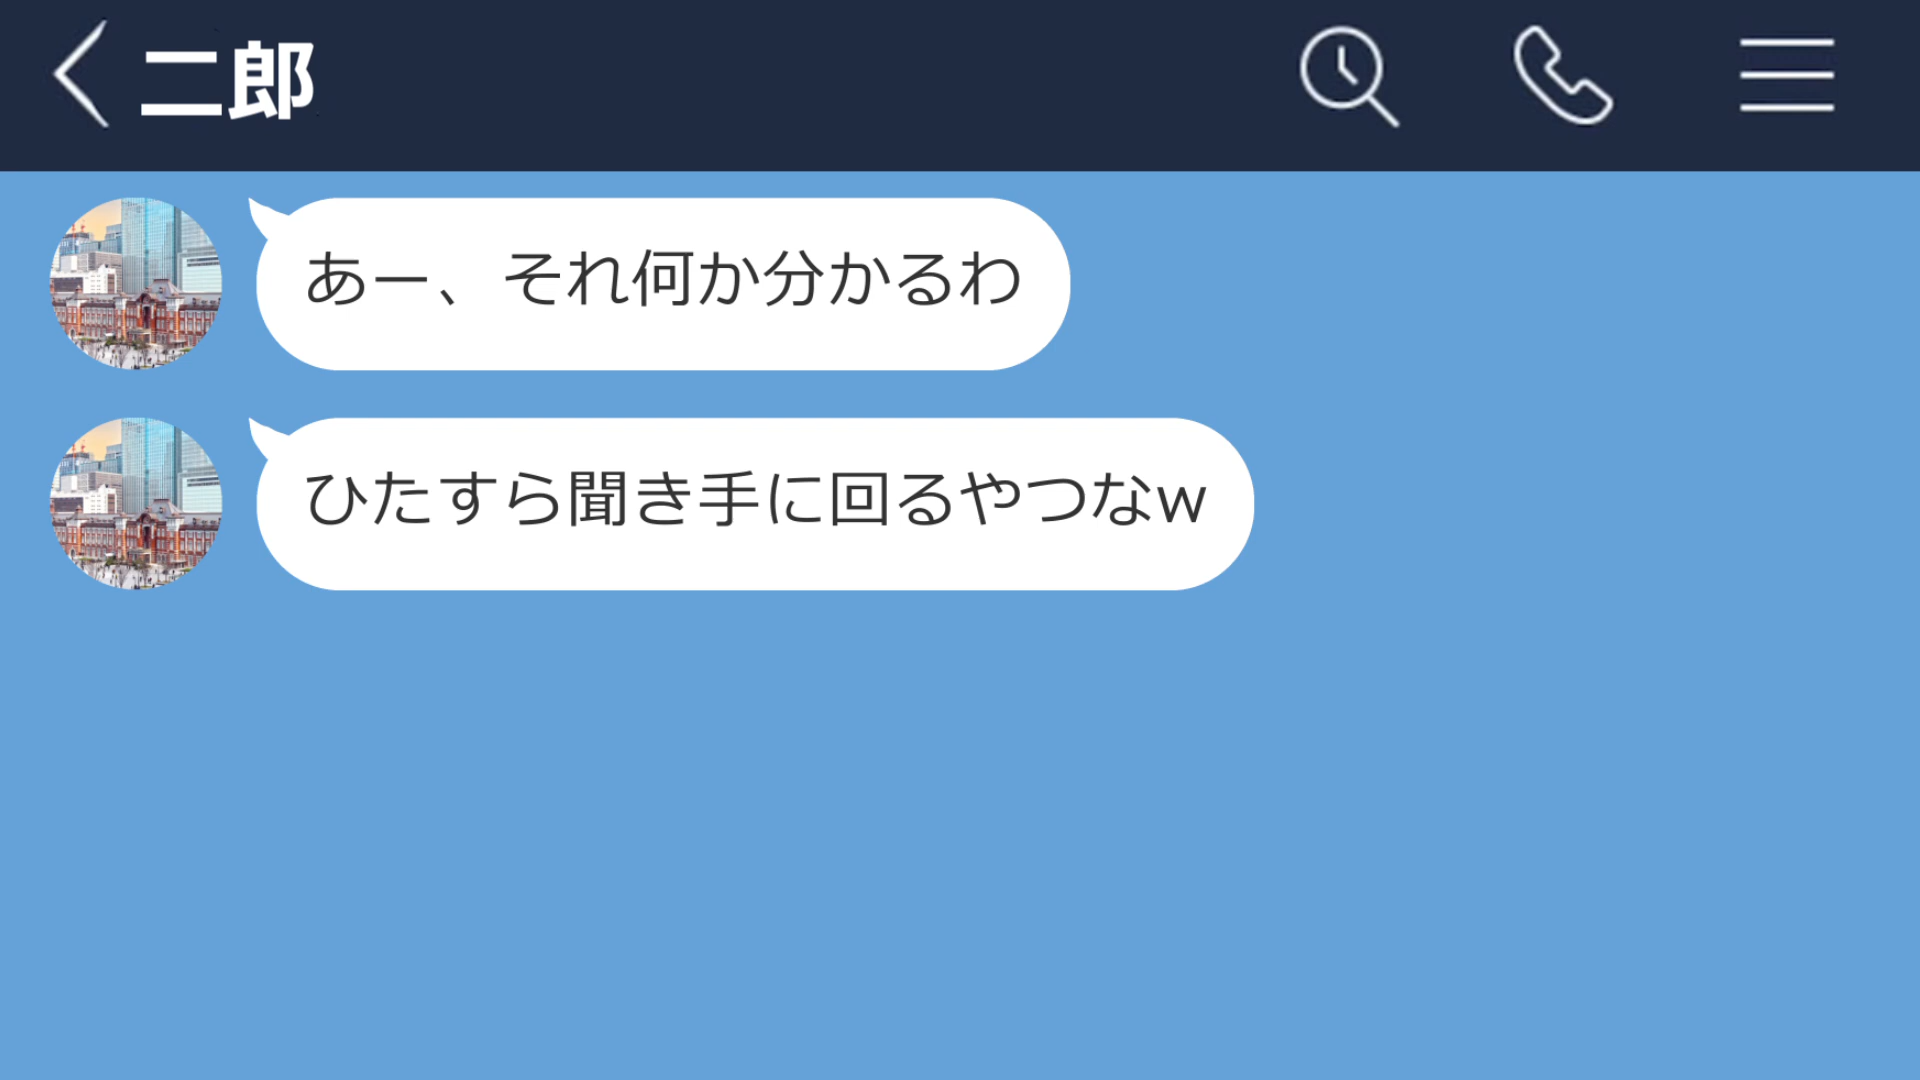 二郎
あー、それ何か分かるわ
ひたすら聞き手に回るやつなw